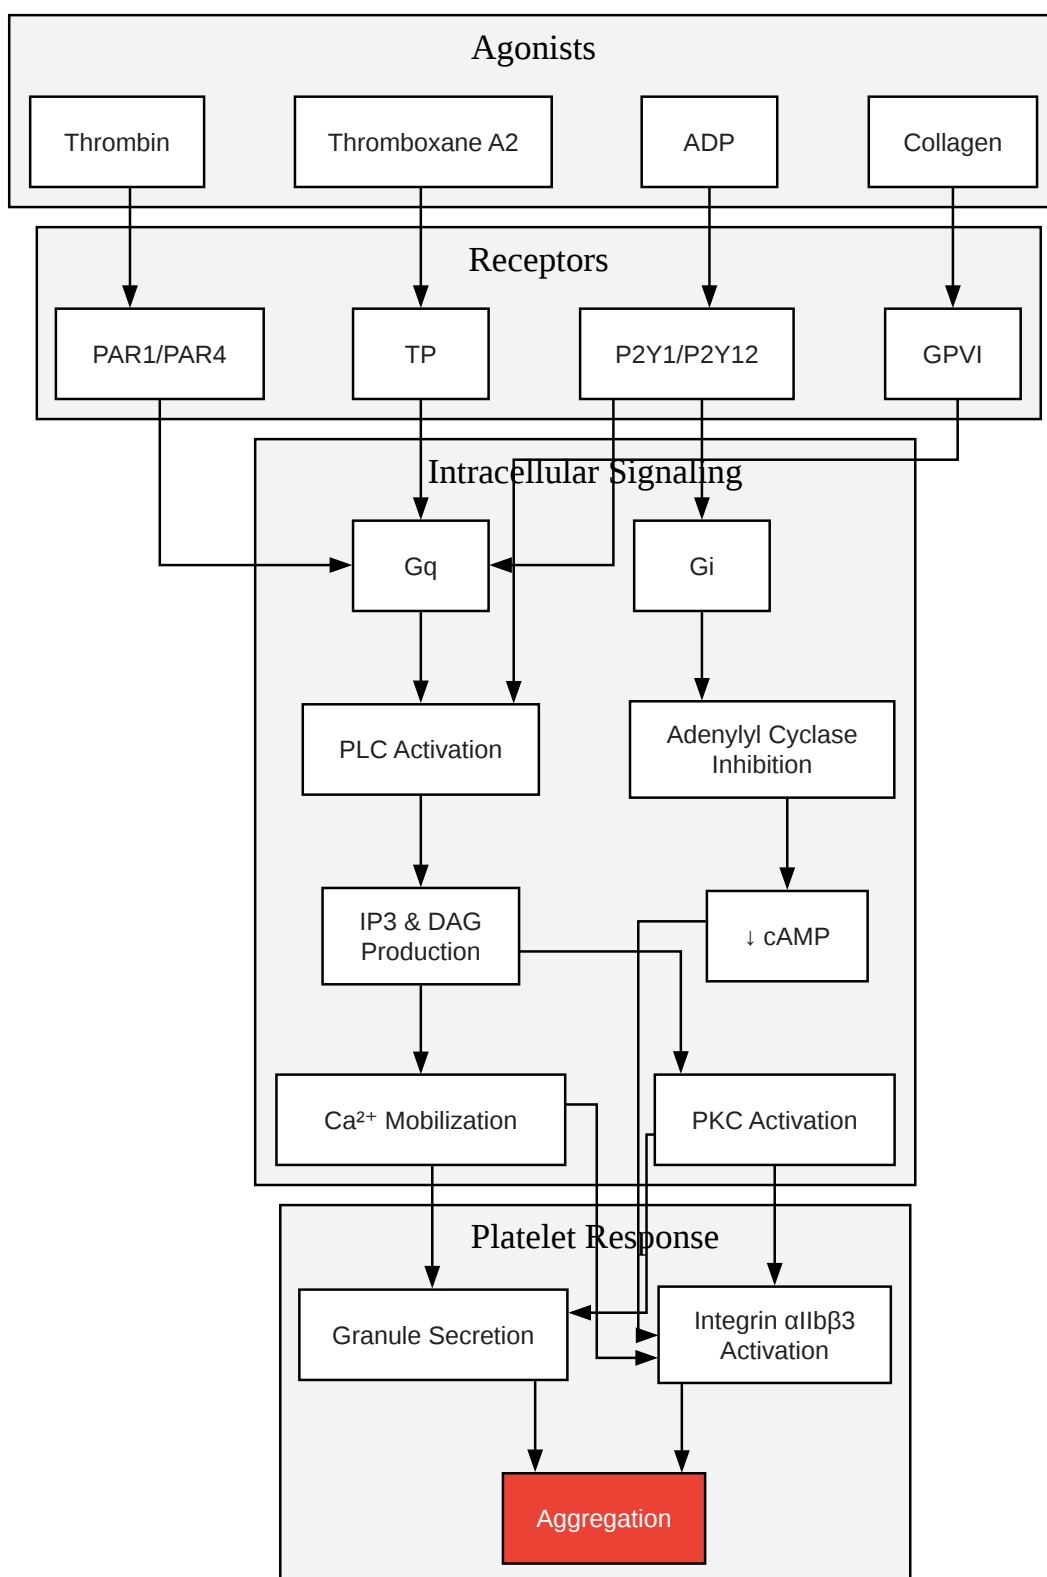 Agonists
Thrombin
Thromboxane A2
ADP
Collagen
Receptors
PAR1/PAR4
TP
P2Y1/P2Y12
GPVI
Intracellular Signaling
Gq
Gi
PLC Activation
Adenylyl Cyclase
Inhibition
IP3 & DAG
Production
↓ cAMP
Ca²⁺ Mobilization
PKC Activation
Platelet Response
Granule Secretion
Integrin αIIbβ3
Activation
Aggregation